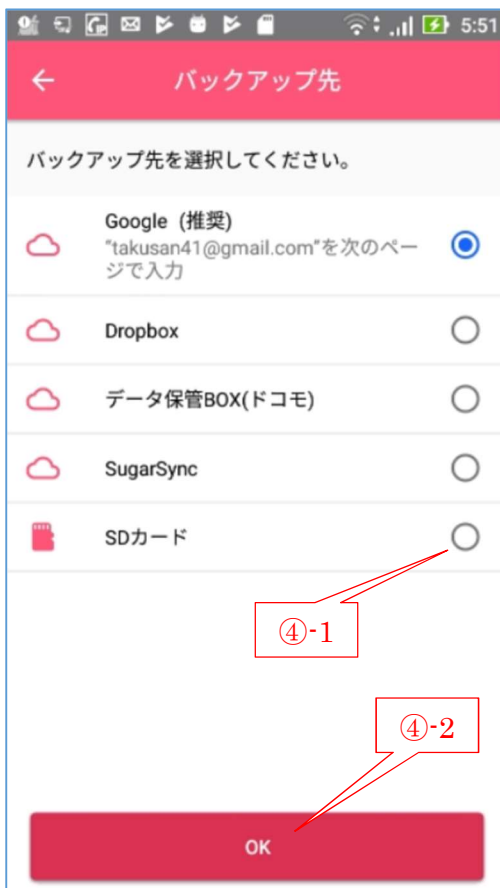 5:51
バックアップ先
バックアップ先を選択してください。
Google (推奨)
"takusan41@gmail.com"を次のペー
ジで入力
Dropbox
データ保管BOX(ドコモ)
SugarSync
SDカード
④-1
④-2
OK